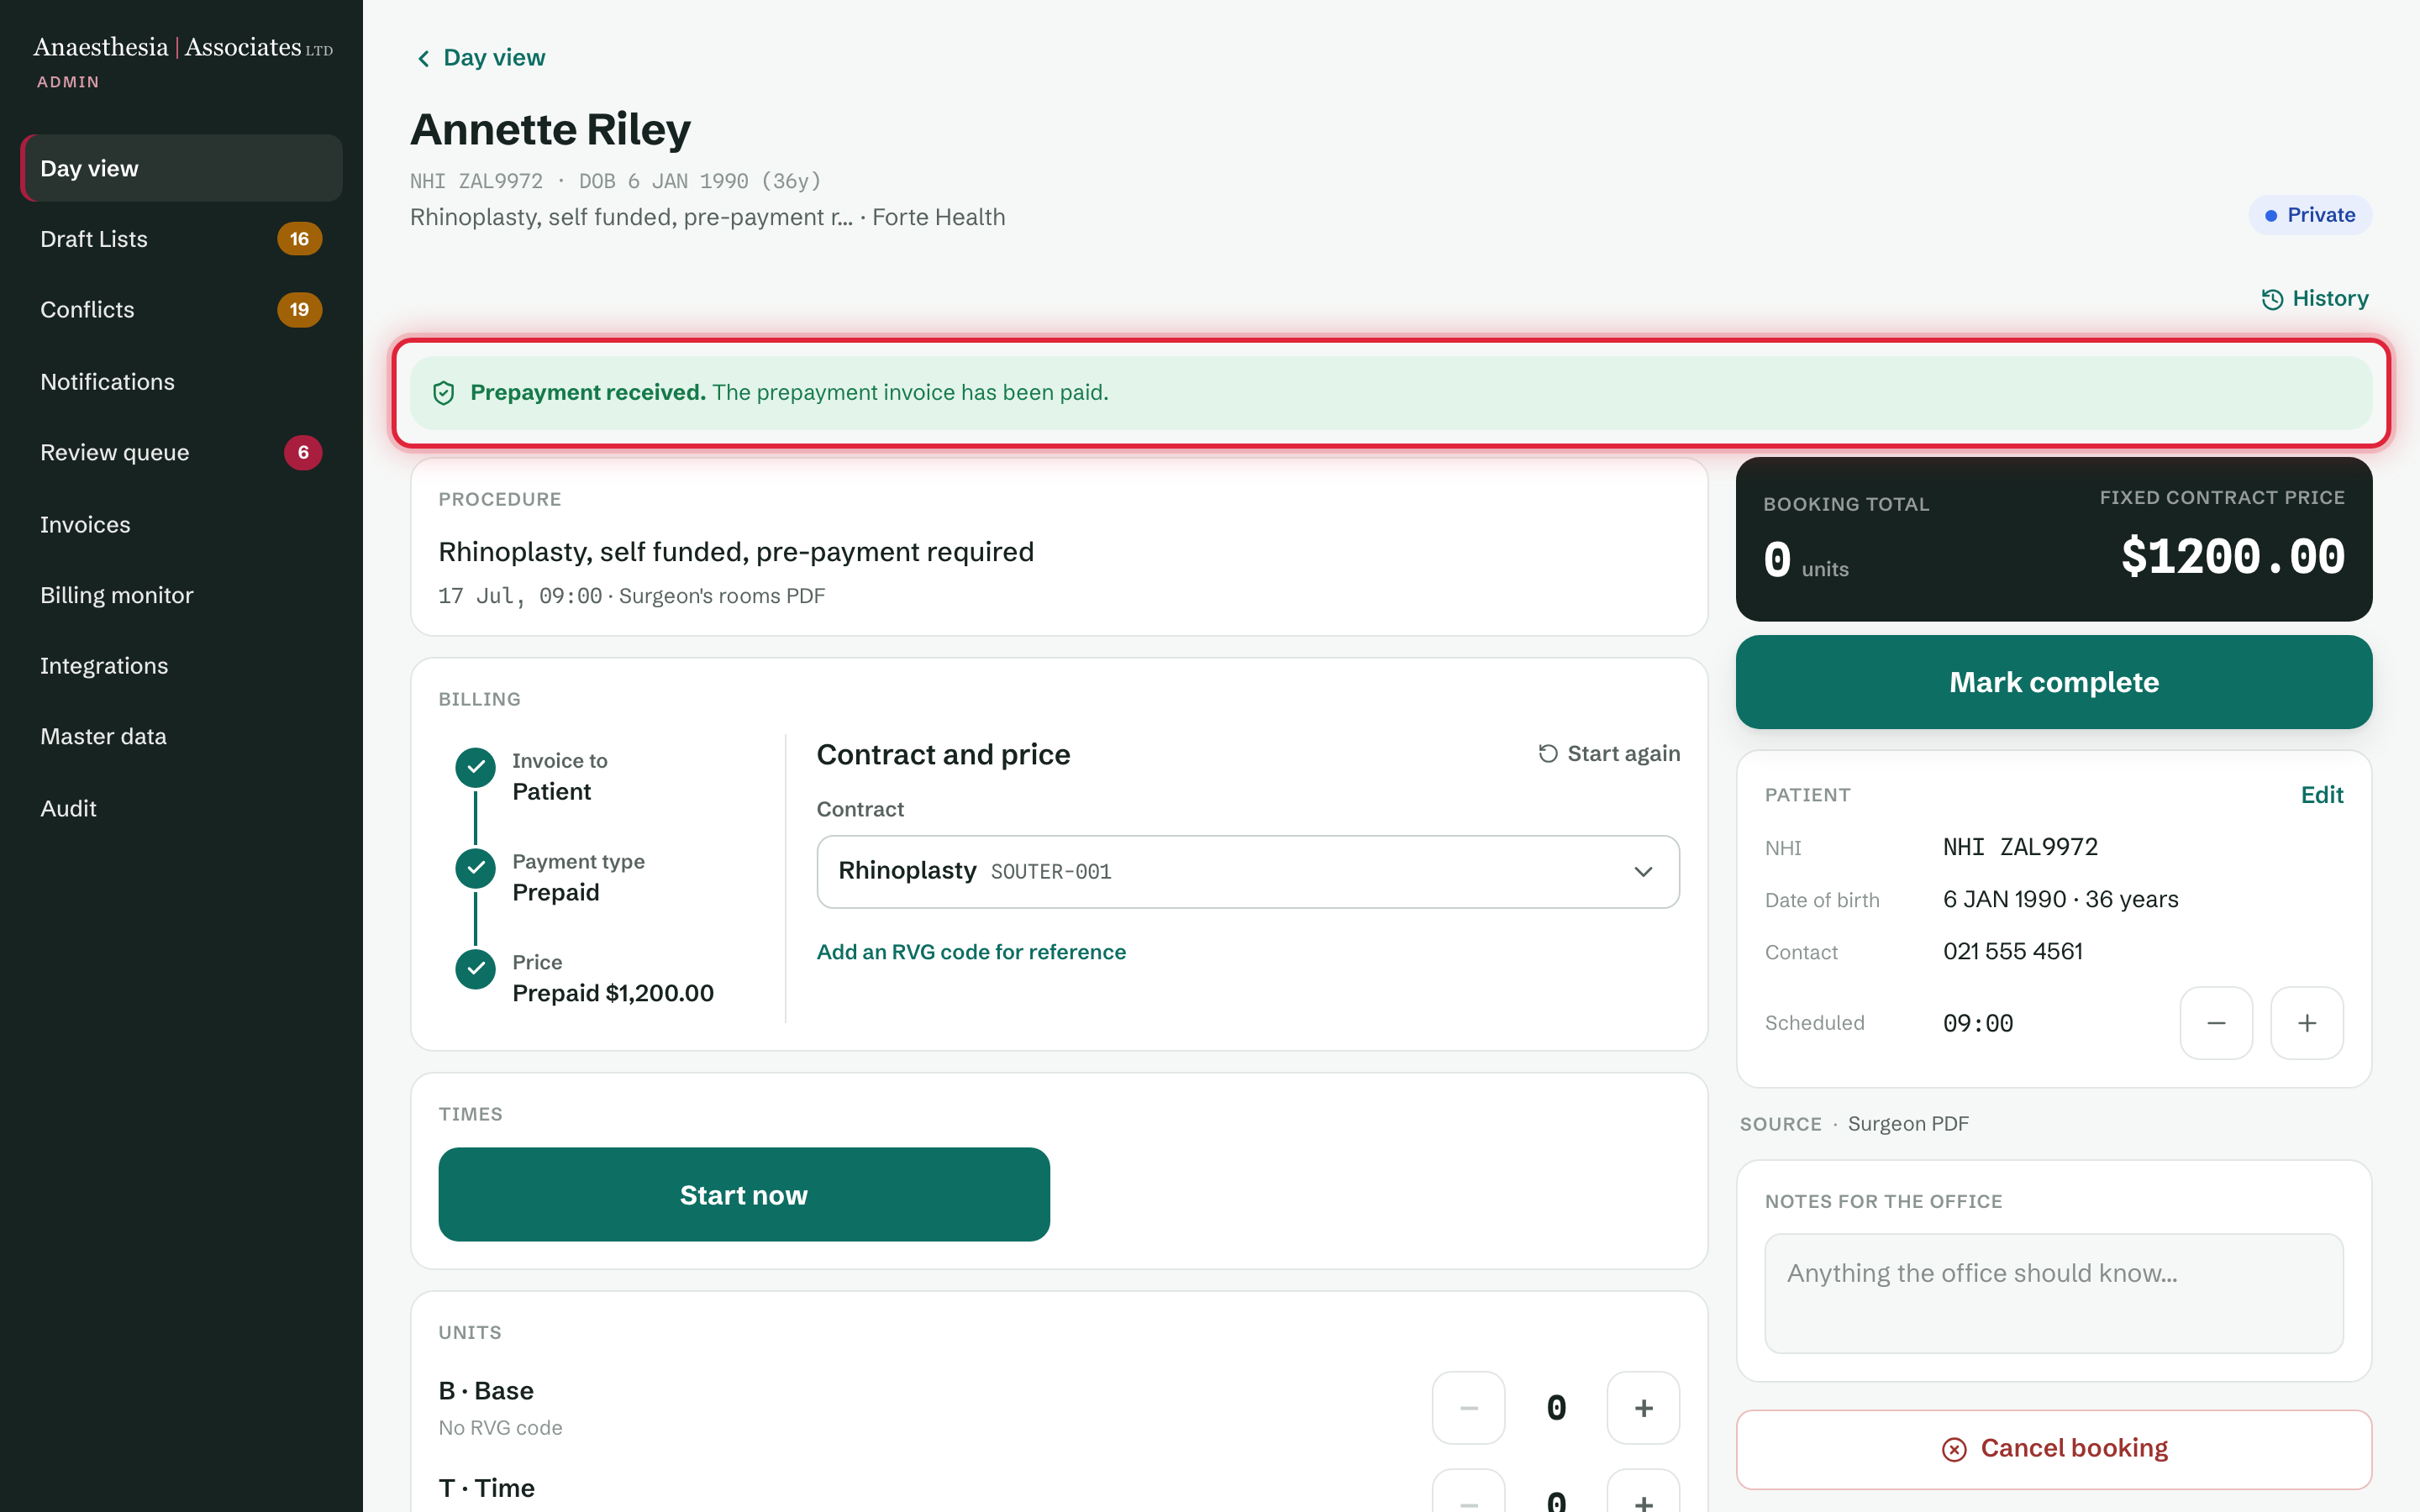 Anaesthesia | Associates LTD
ADMIN
Day view
Draft Lists 16
Conflicts 19
Notifications
Review queue 6
Invoices
Billing monitor
Integrations
Master data
Audit
Day view
Annette Riley
NHI ZAL9972 · DOB 6 JAN 1990 (36y)
Rhinoplasty, self funded, pre-payment r... · Forte Health
Private
History
Prepayment received. The prepayment invoice has been paid.
PROCEDURE
Rhinoplasty, self funded, pre-payment required
17 Jul, 09:00 · Surgeon's rooms PDF
BILLING
Invoice to
Patient
Payment type
Prepaid
Price
Prepaid $1,200.00
Contract and price
Start again
Contract
Rhinoplasty SOUTER-001
Add an RVG code for reference
TIMES
Start now
UNITS
B · Base
No RVG code
0
T · Time
0
BOOKING TOTAL
0 units
FIXED CONTRACT PRICE
$1200.00
Mark complete
PATIENT
Edit
NHI NHI ZAL9972
Date of birth 6 JAN 1990 · 36 years
Contact 021 555 4561
Scheduled 09:00
SOURCE · Surgeon PDF
NOTES FOR THE OFFICE
Anything the office should know...
Cancel booking